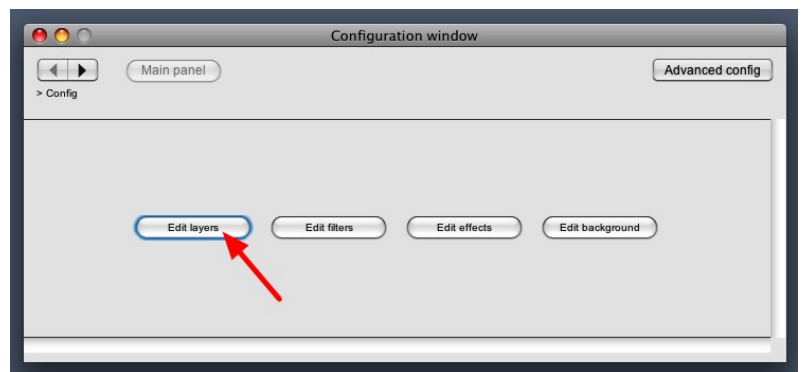 Configuration window
Main panel
Advanced config
> Config
Edit layers
Edit filters
Edit effects
Edit background